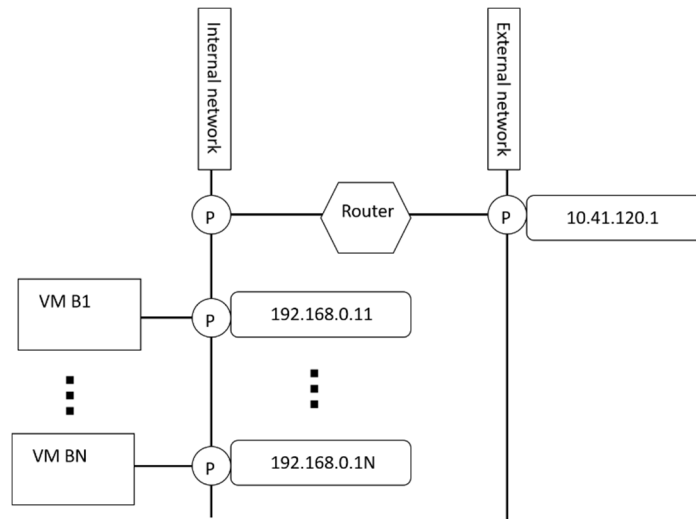 Internal network
External network
P
Router
P
10.41.120.1
VM B1
P
192.168.0.11
VM BN
P
192.168.0.1N